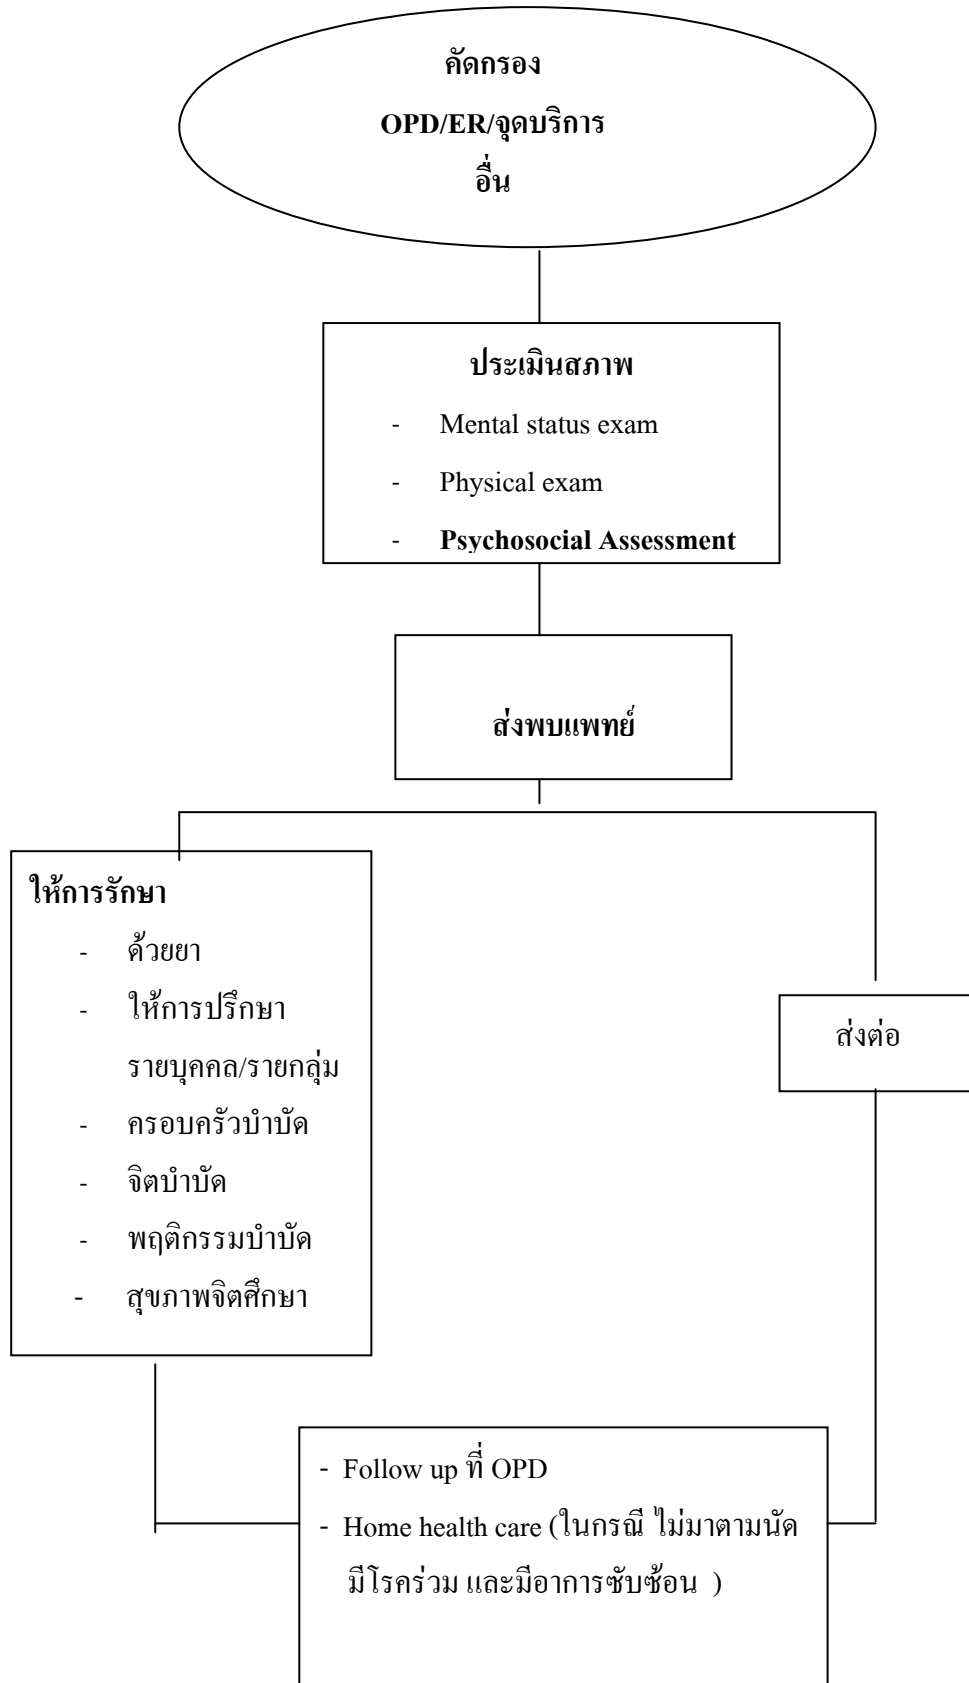 คัดกรอง
OPD/ER/จุดบริการ
อื่น
ประเมินสภาพ
- Mental status exam
- Physical exam
- Psychosocial Assessment
ส่งพบแพทย์
ให้การรักษา
- ด้วยยา
- ให้การปรึกษา
รายบุคคล/รายกลุ่ม
- ครอบครัวบำบัด
- จิตบำบัด
- พฤติกรรมบำบัด
- สุขภาพจิตศึกษา
ส่งต่อ
- Follow up ที่ OPD
- Home health care (ในกรณี ไม่มาตามนัด
มีโรคร่วม และมีอาการซับซ้อน )